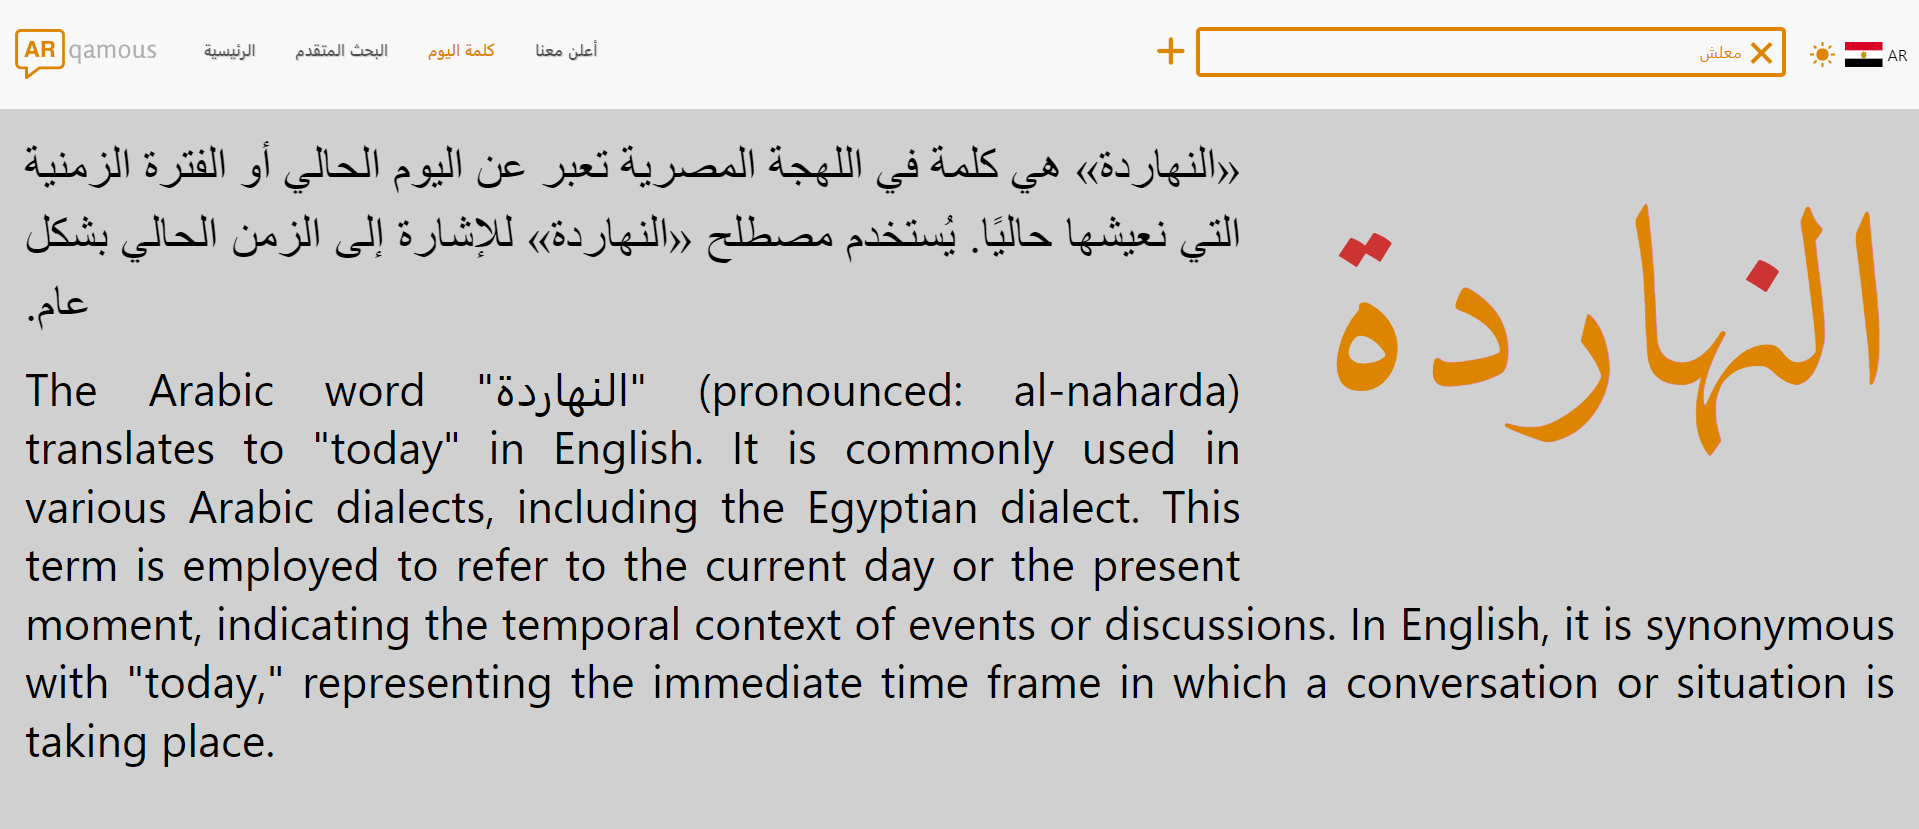 AR qamous
الرئيسية
البحث المتقدم
كلمة اليوم
أعلن معنا
+
معلش
AR
النهاردة
«النهاردة» هي كلمة في اللهجة المصرية تعبر عن اليوم الحالي أو الفترة الزمنية
التي نعيشها حاليًا. يُستخدم مصطلح «النهاردة» للإشارة إلى الزمن الحالي بشكل
عام.
The Arabic word "النهاردة" (pronounced: al-naharda)
translates to "today" in English. It is commonly used in
various Arabic dialects, including the Egyptian dialect. This
term is employed to refer to the current day or the present
moment, indicating the temporal context of events or discussions. In English, it is synonymous
with "today," representing the immediate time frame in which a conversation or situation is
taking place.